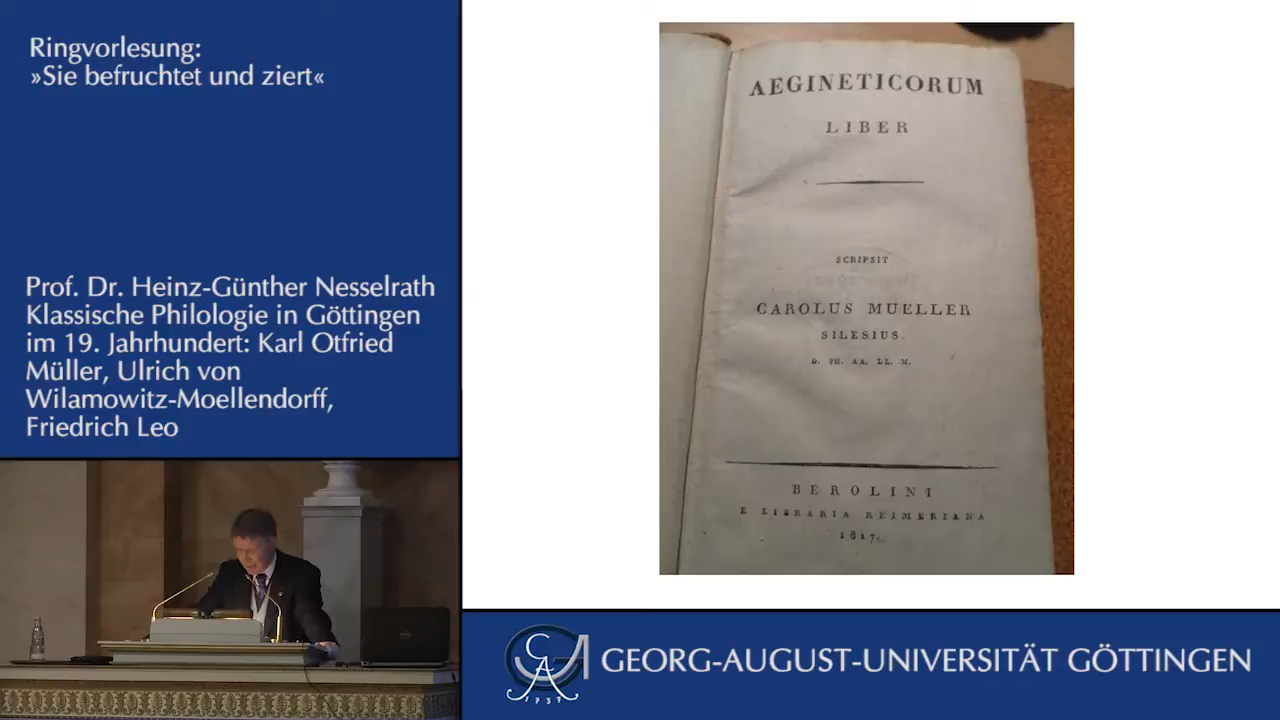 Ringvorlesung:
»Sie befruchtet und ziert«
Prof. Dr. Heinz-Günther Nesselrath
Klassische Philologie in Göttingen
im 19. Jahrhundert: Karl Otfried
Müller, Ulrich von
Wilamowitz-Moellendorff,
Friedrich Leo
AEGINETICORUM
LIBER
SCRIPSIT
CAROLUS MUELLER
SILESIUS.
D. PH. AA. LL. M.
BEROLINI
E LIBRARIA REIMERIANA
1817.
GEORG-AUGUST-UNIVERSITÄT GÖTTINGEN
1737